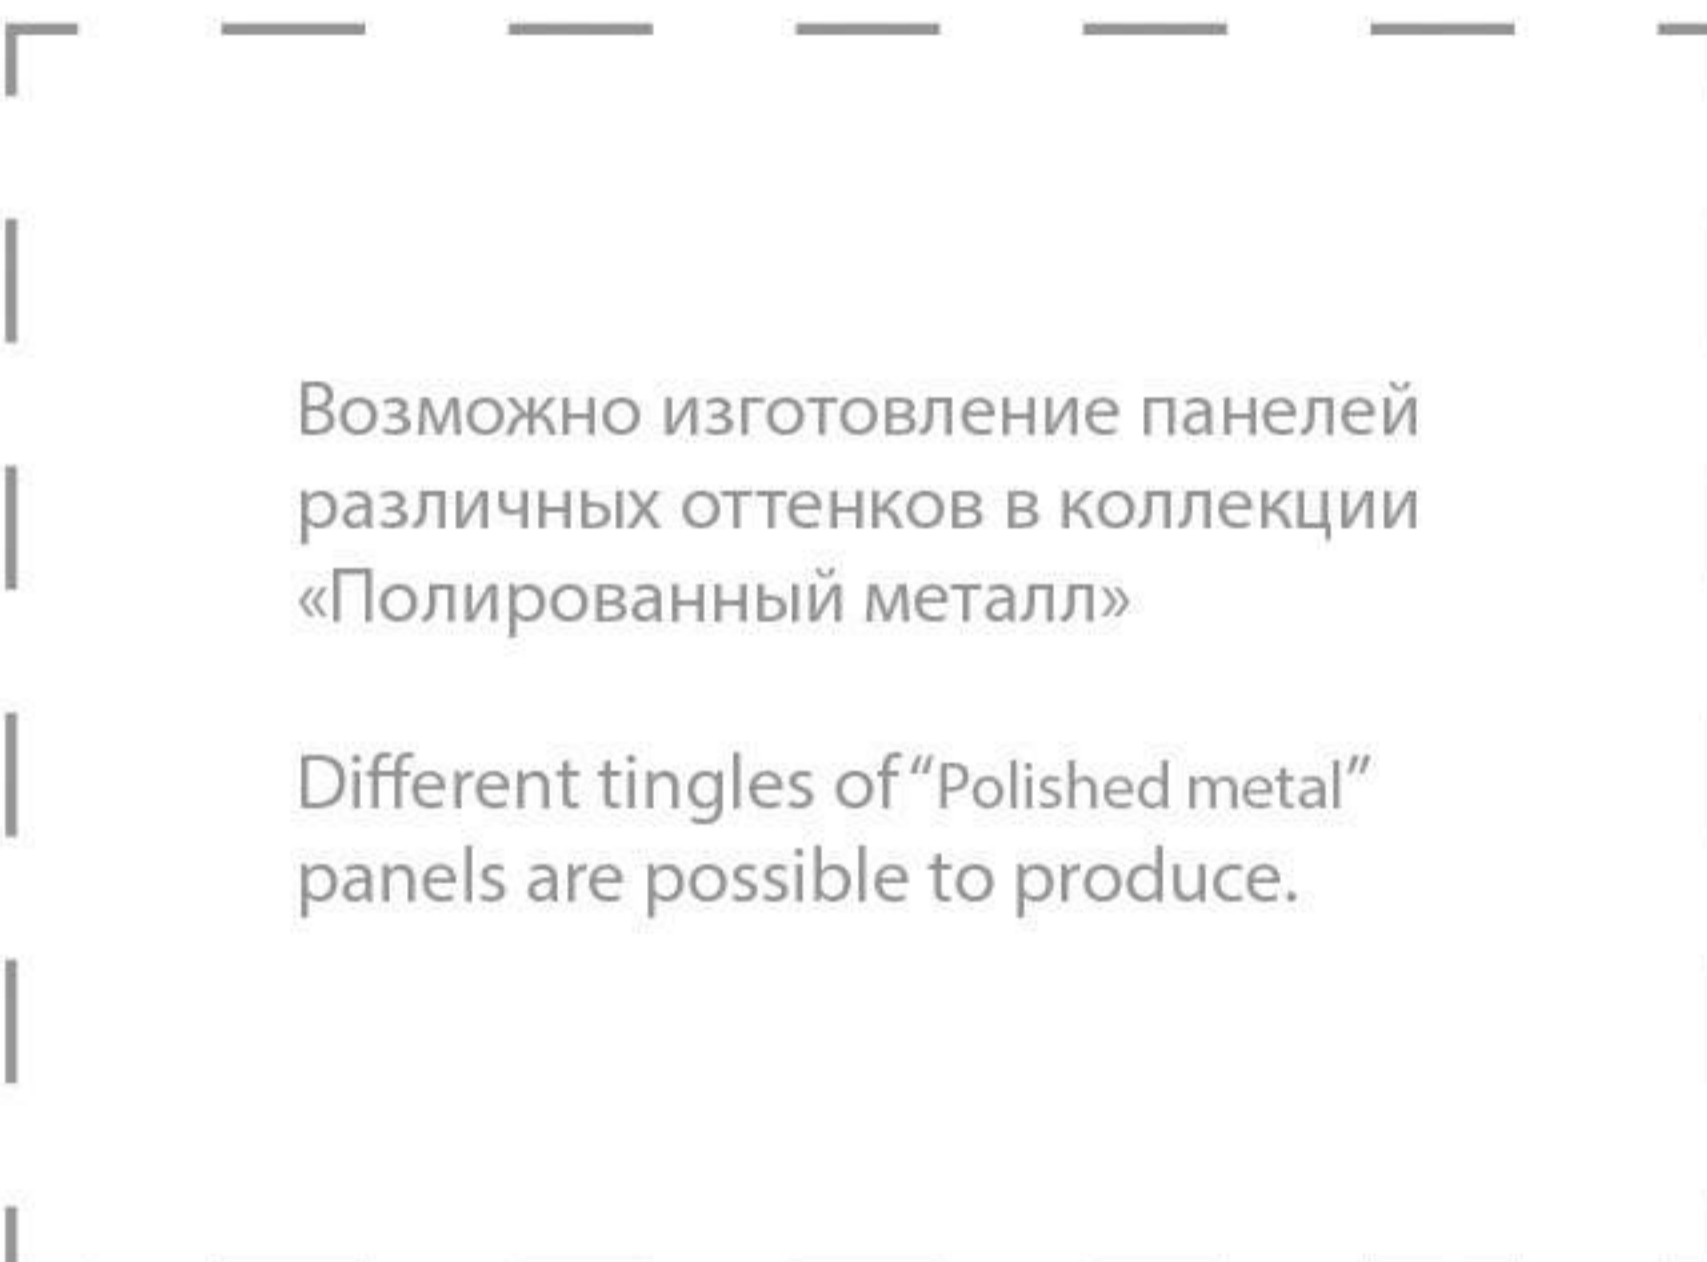 Возможно изготовление панелей
различных оттенков в коллекции
«Полированный металл»
Different tingles of “Polished metal”
panels are possible to produce.